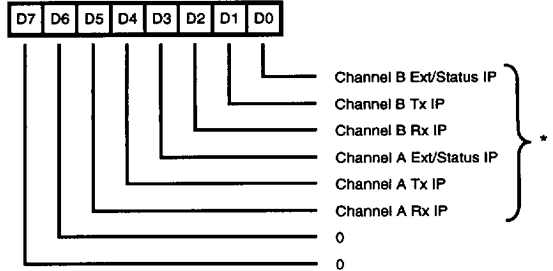 D7 D6 D5 D4 D3 D2 D1 D0
Channel B Ext/Status IP
Channel B Tx IP
Channel B Rx IP
Channel A Ext/Status IP
Channel A Tx IP
Channel A Rx IP
0
0
*